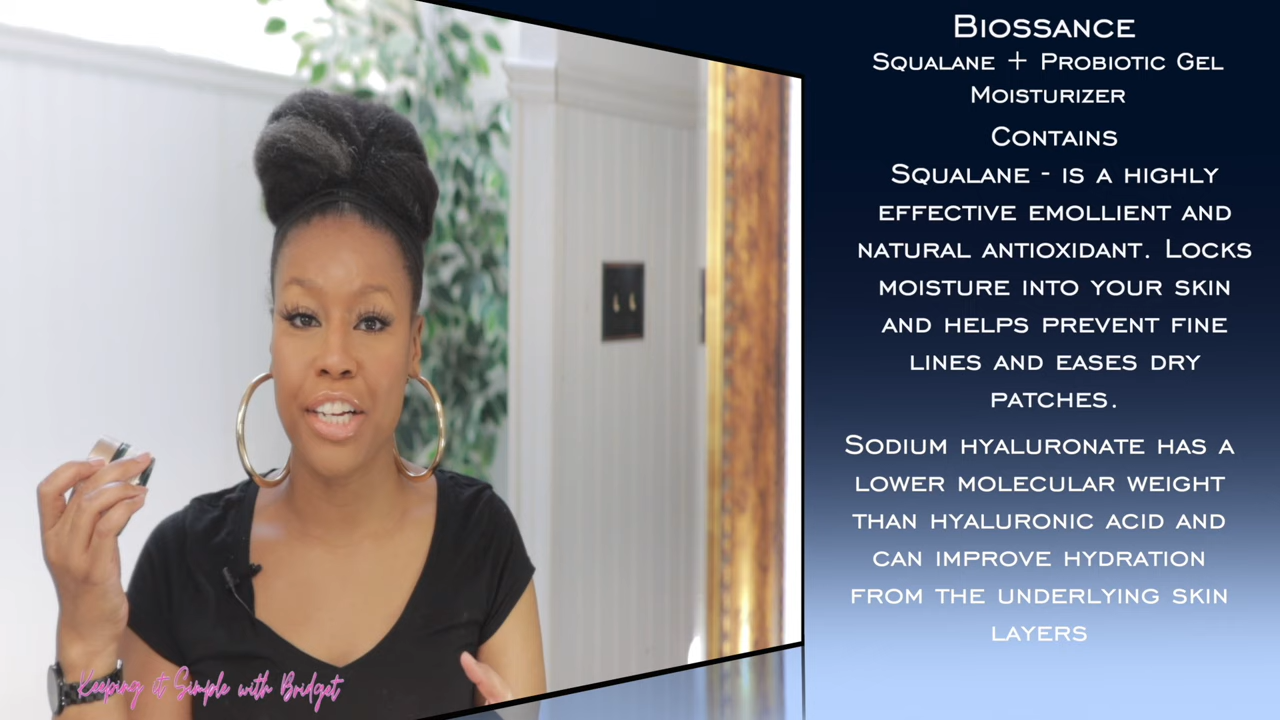 Biossance
Squalane + Probiotic Gel
Moisturizer
Contains
Squalane - is a highly
effective emollient and
natural antioxidant. Locks
moisture into your skin
and helps prevent fine
lines and eases dry
patches.
Sodium hyaluronate has a
lower molecular weight
than hyaluronic acid and
can improve hydration
from the underlying skin
layers
Keeping it Simple with Bridget